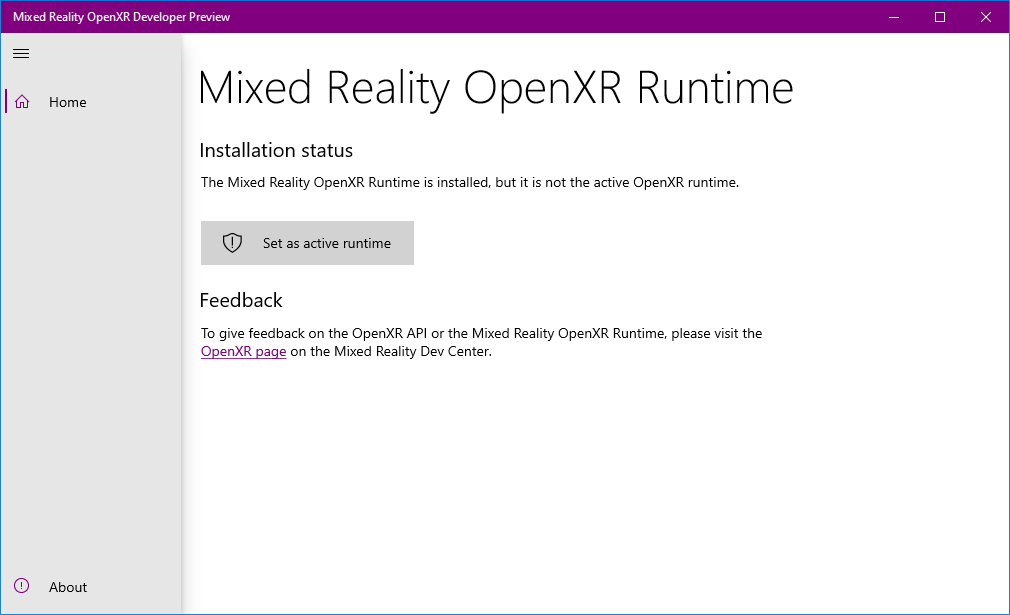 Mixed Reality OpenXR Developer Preview
Home
Mixed Reality OpenXR Runtime
Installation status
The Mixed Reality OpenXR Runtime is installed, but it is not the active OpenXR runtime.
Set as active runtime
Feedback
To give feedback on the OpenXR API or the Mixed Reality OpenXR Runtime, please visit the
OpenXR page on the Mixed Reality Dev Center.
About